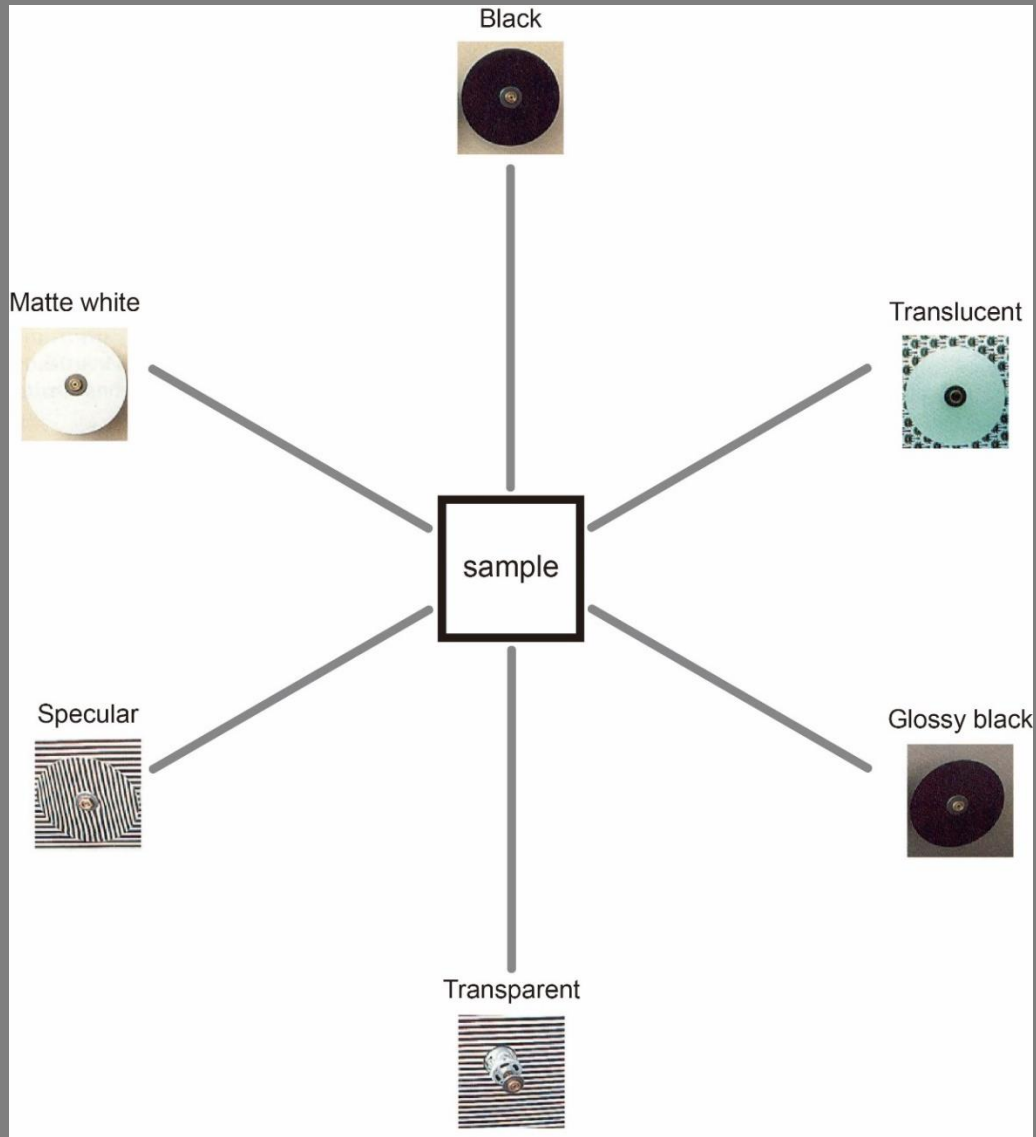 Black
Matte white
Translucent
sample
Specular
Glossy black
Transparent